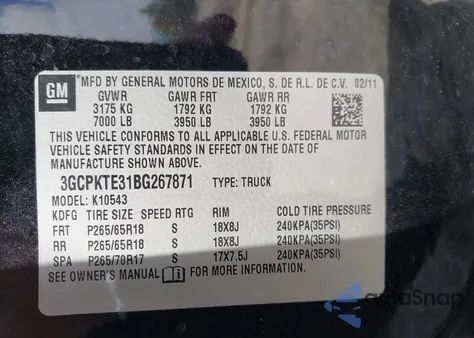 GM
MFD BY GENERAL MOTORS DE MEXICO, S. DE R.L. DE C.V. 02/11
GVWR GAWR FRT GAWR RR
3175 KG 1792 KG 1792 KG
7000 LB 3950 LB 3950 LB
THIS VEHICLE CONFORMS TO ALL APPLICABLE U.S. FEDERAL MOTOR
VEHICLE SAFETY STANDARDS IN EFFECT ON THE DATE OF
MANUFACTURE SHOWN ABOVE.
3GCPKTE31BG267871 TYPE: TRUCK
MODEL: K10543
KDFG TIRE SIZE SPEED RTG RIM COLD TIRE PRESSURE
FRT P265/65R18 S 18X8J 240KPA(35PSI)
RR P265/65R18 S 18X8J 240KPA(35PSI)
SPA P265/70R17 S 17X7.5J 240KPA(35PSI)
SEE OWNER'S MANUAL FOR MORE INFORMATION.
autoSnap